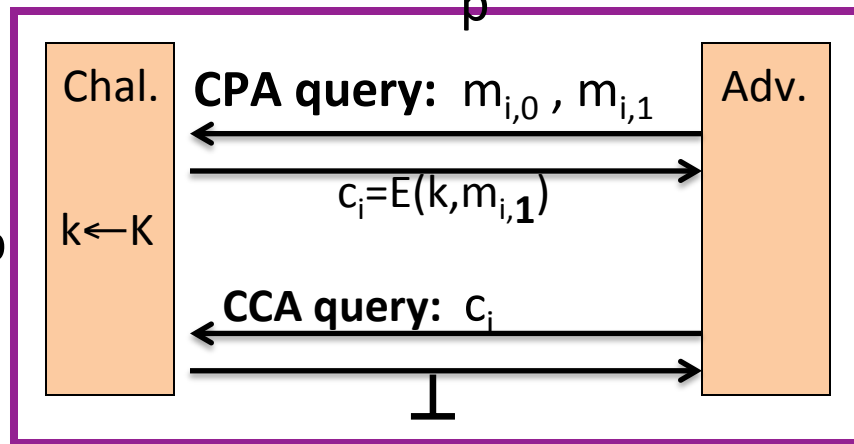 p
Chal.
CPA query: m_{i,0} , m_{i,1}
Adv.
c_i=E(k,m_{i,1})
k←K
CCA query: c_i
⊥